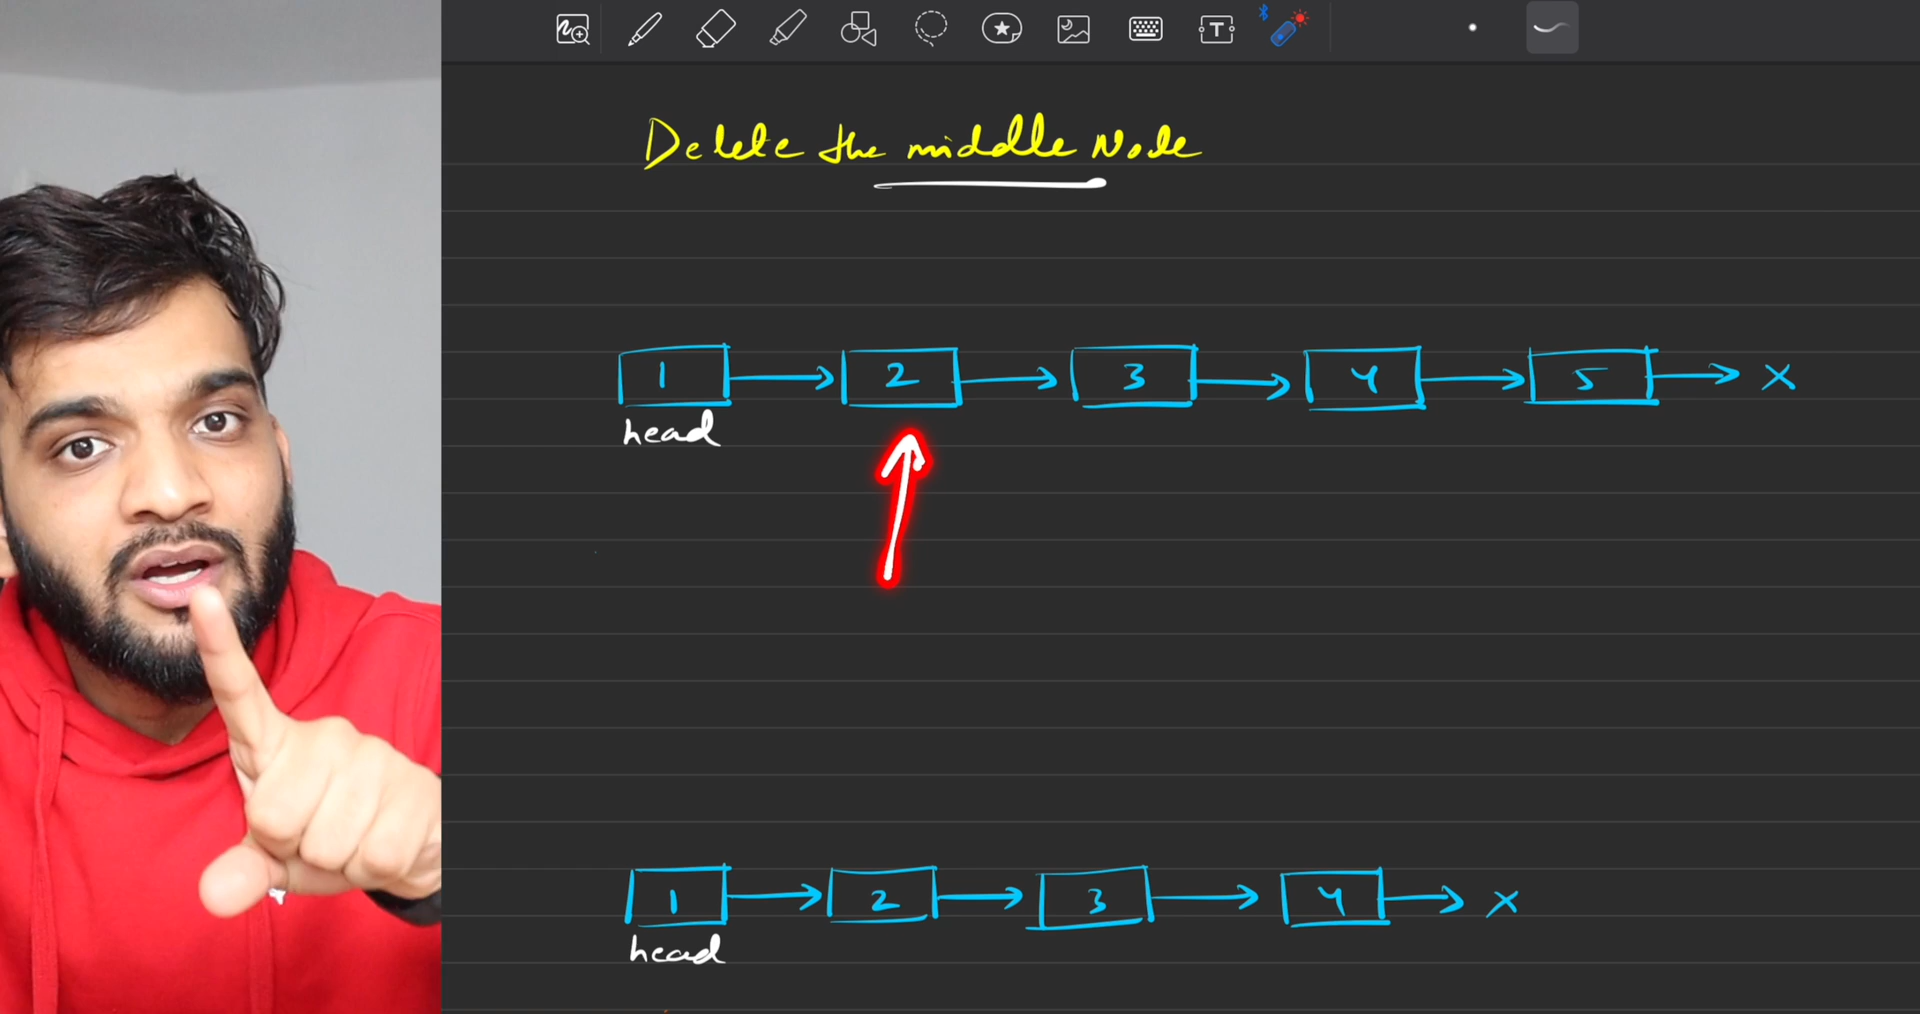 Delete the middle Node
1 2 3 4 5 X
head
1 2 3 4 X
head